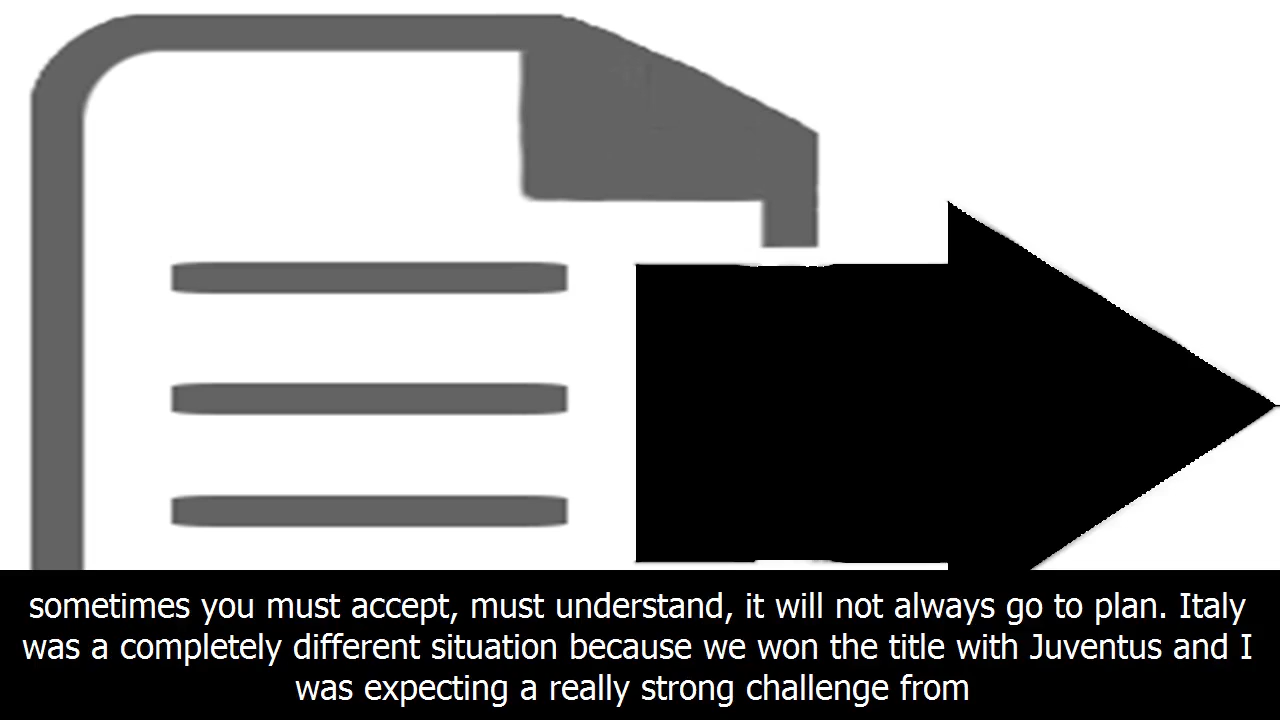 sometimes you must accept, must understand, it will not always go to plan. Italy
was a completely different situation because we won the title with Juventus and I
was expecting a really strong challenge from